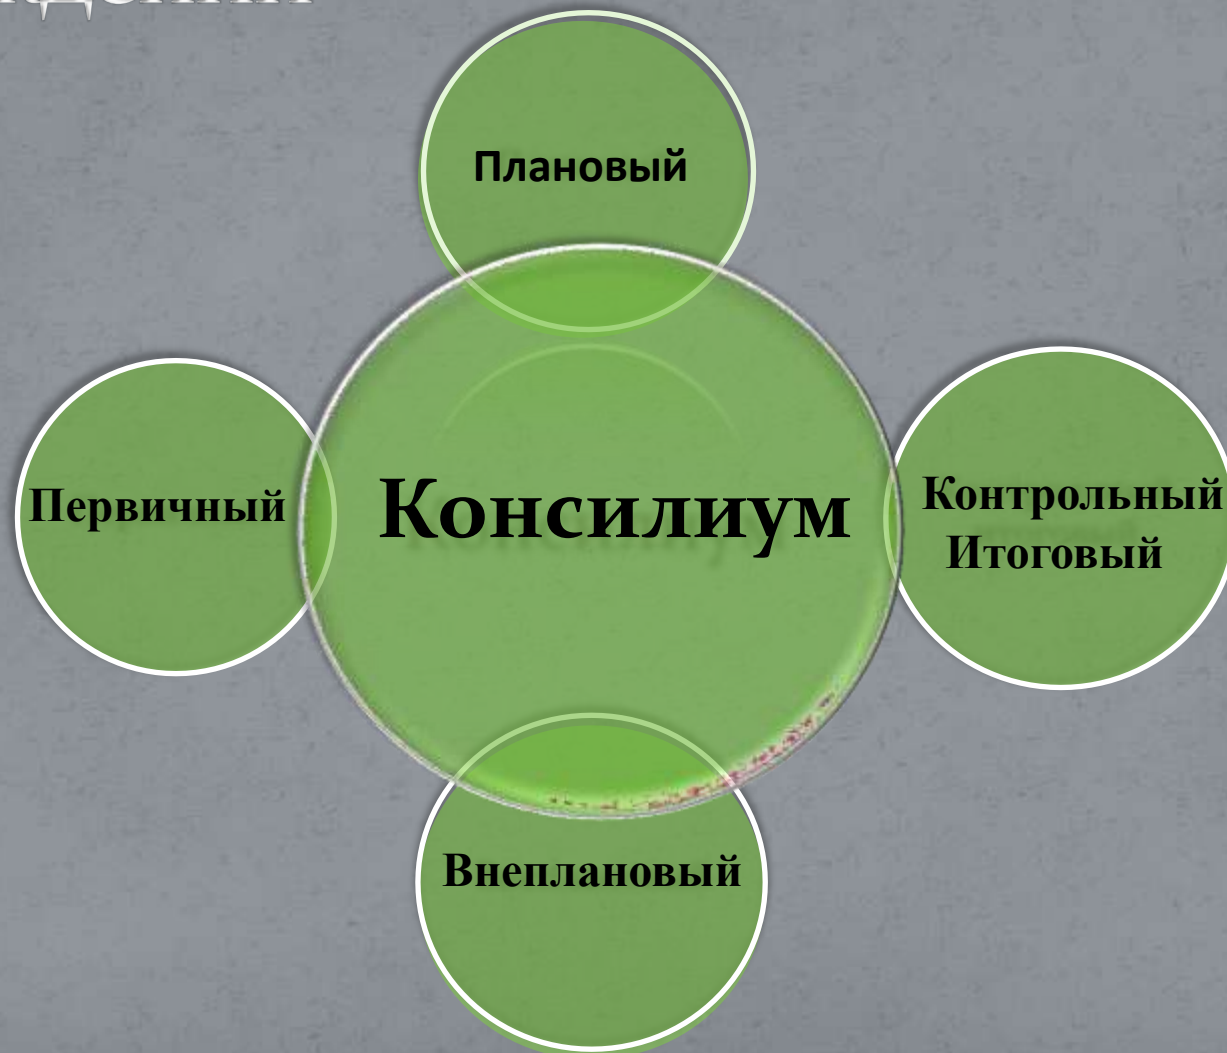 Плановый
Первичный
Консилиум
Контрольный
Итоговый
Внеплановый